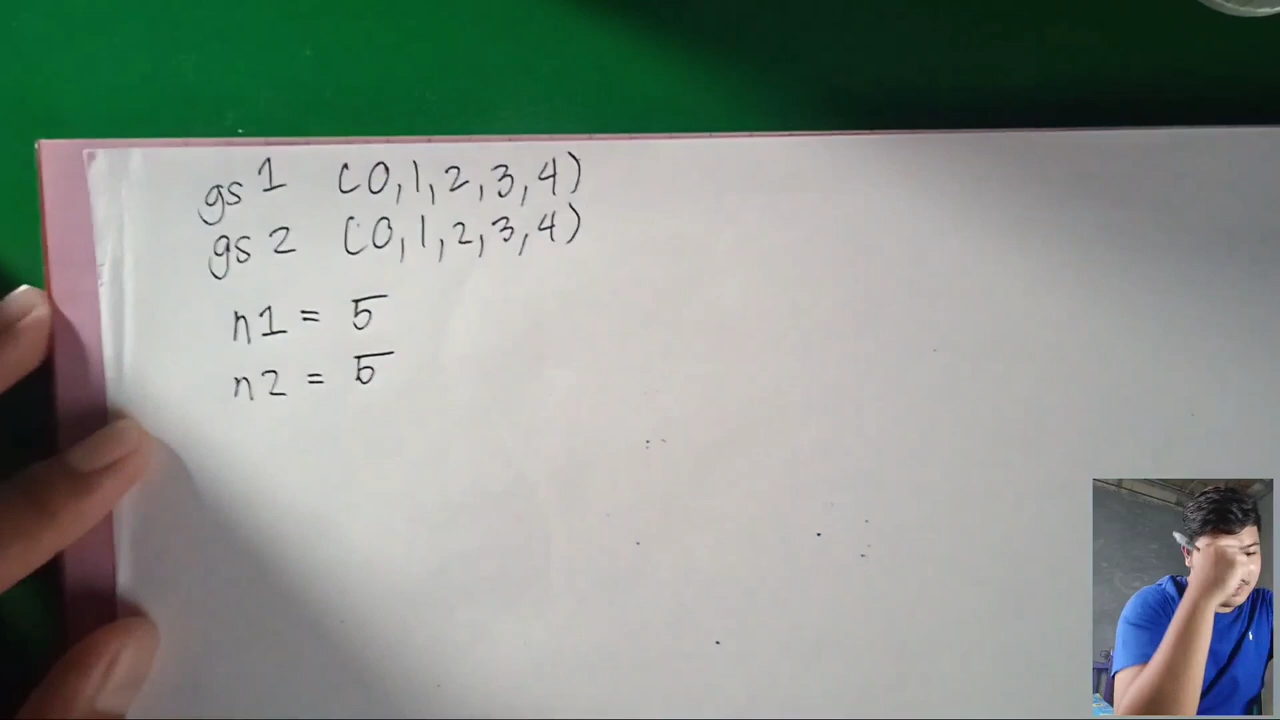 gs 1 (0,1,2,3,4)
gs 2 (0,1,2,3,4)
n1 = 5
n2 = 5